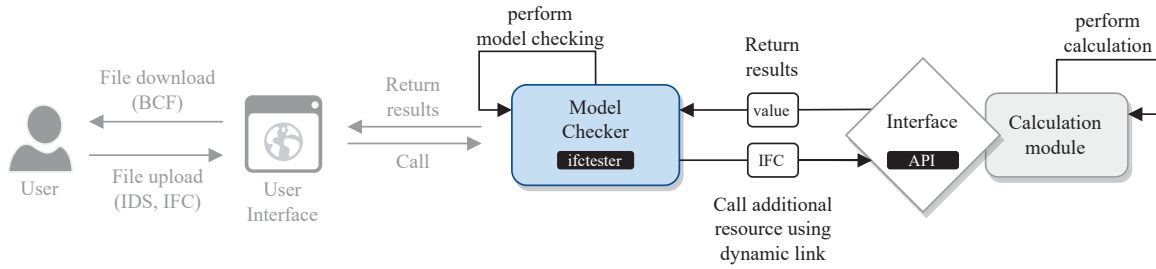 perform
model checking
File download
(BCF)
File upload
(IDS, IFC)
User
User
Interface
Return
results
Call
Model
Checker
ifctester
Return
results
value
IFC
Call additional
resource using
dynamic link
Interface
API
perform
calculation
Calculation
module